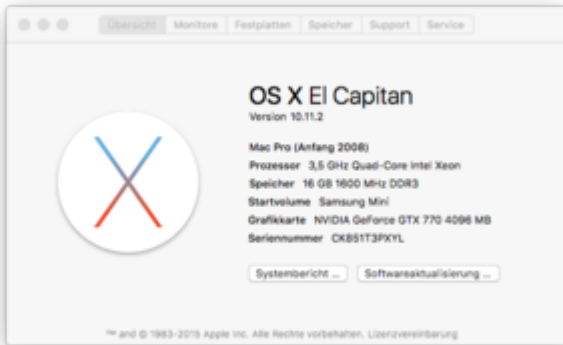 Übersicht Monitore Festplatten Speicher Support Service
OS X El Capitan
Version 10.11.2
Mac Pro (Anfang 2008)
Prozessor 3,5 GHz Quad-Core Intel Xeon
Speicher 16 GB 1600 MHz DDR3
Startvolume Samsung Mini
Grafikkarte NVIDIA GeForce GTX 770 4096 MB
Seriennummer CK851T3PXYL
Systembericht ... Softwareaktualisierung ...
™ and © 1983-2015 Apple Inc. Alle Rechte vorbehalten. Lizenzvereinbarung